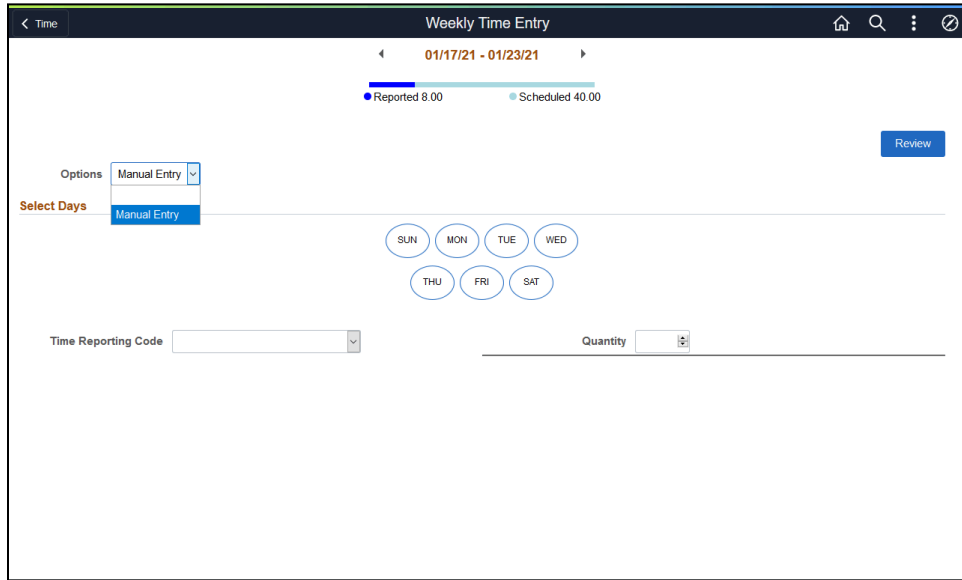 Time
Weekly Time Entry
01/17/21 - 01/23/21
Reported 8.00 Scheduled 40.00
Review
Options Manual Entry
Manual Entry
Select Days
SUN MON TUE WED
THU FRI SAT
Time Reporting Code Quantity